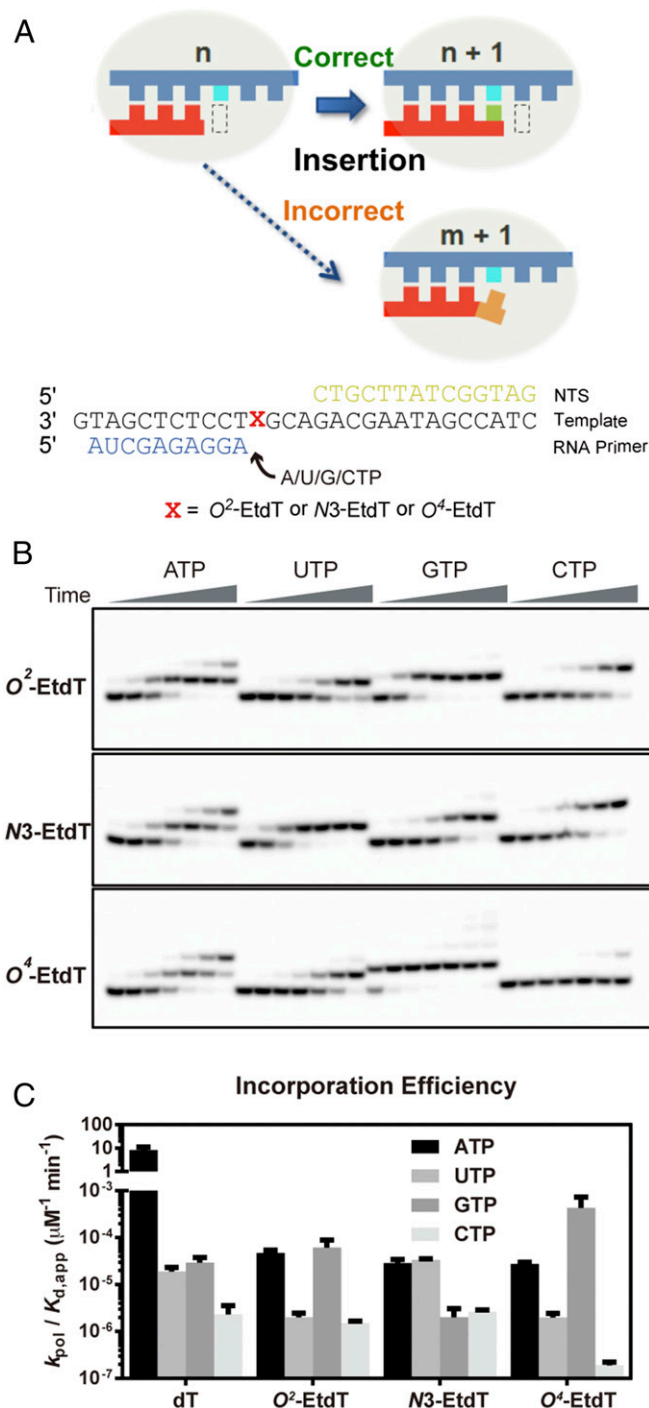 A
n
Correct
n + 1
Insertion
Incorrect
m + 1
5' CTGCTTATCGGTAG NTS
3' GTAGCTCTCCTXGCAGACGAATAGCCATC Template
5' AUCGAGAGGA RNA Primer
A/U/G/CTP
X = O²-EtdT or N3-EtdT or O⁴-EtdT
B
ATP UTP GTP CTP
Time
O²-EtdT
N3-EtdT
O⁴-EtdT
C
Incorporation Efficiency
kpol / Kd,app (μM⁻¹ min⁻¹)
100
10
1
10⁻³
10⁻⁴
10⁻⁵
10⁻⁶
10⁻⁷
ATP
UTP
GTP
CTP
dT O²-EtdT N3-EtdT O⁴-EtdT